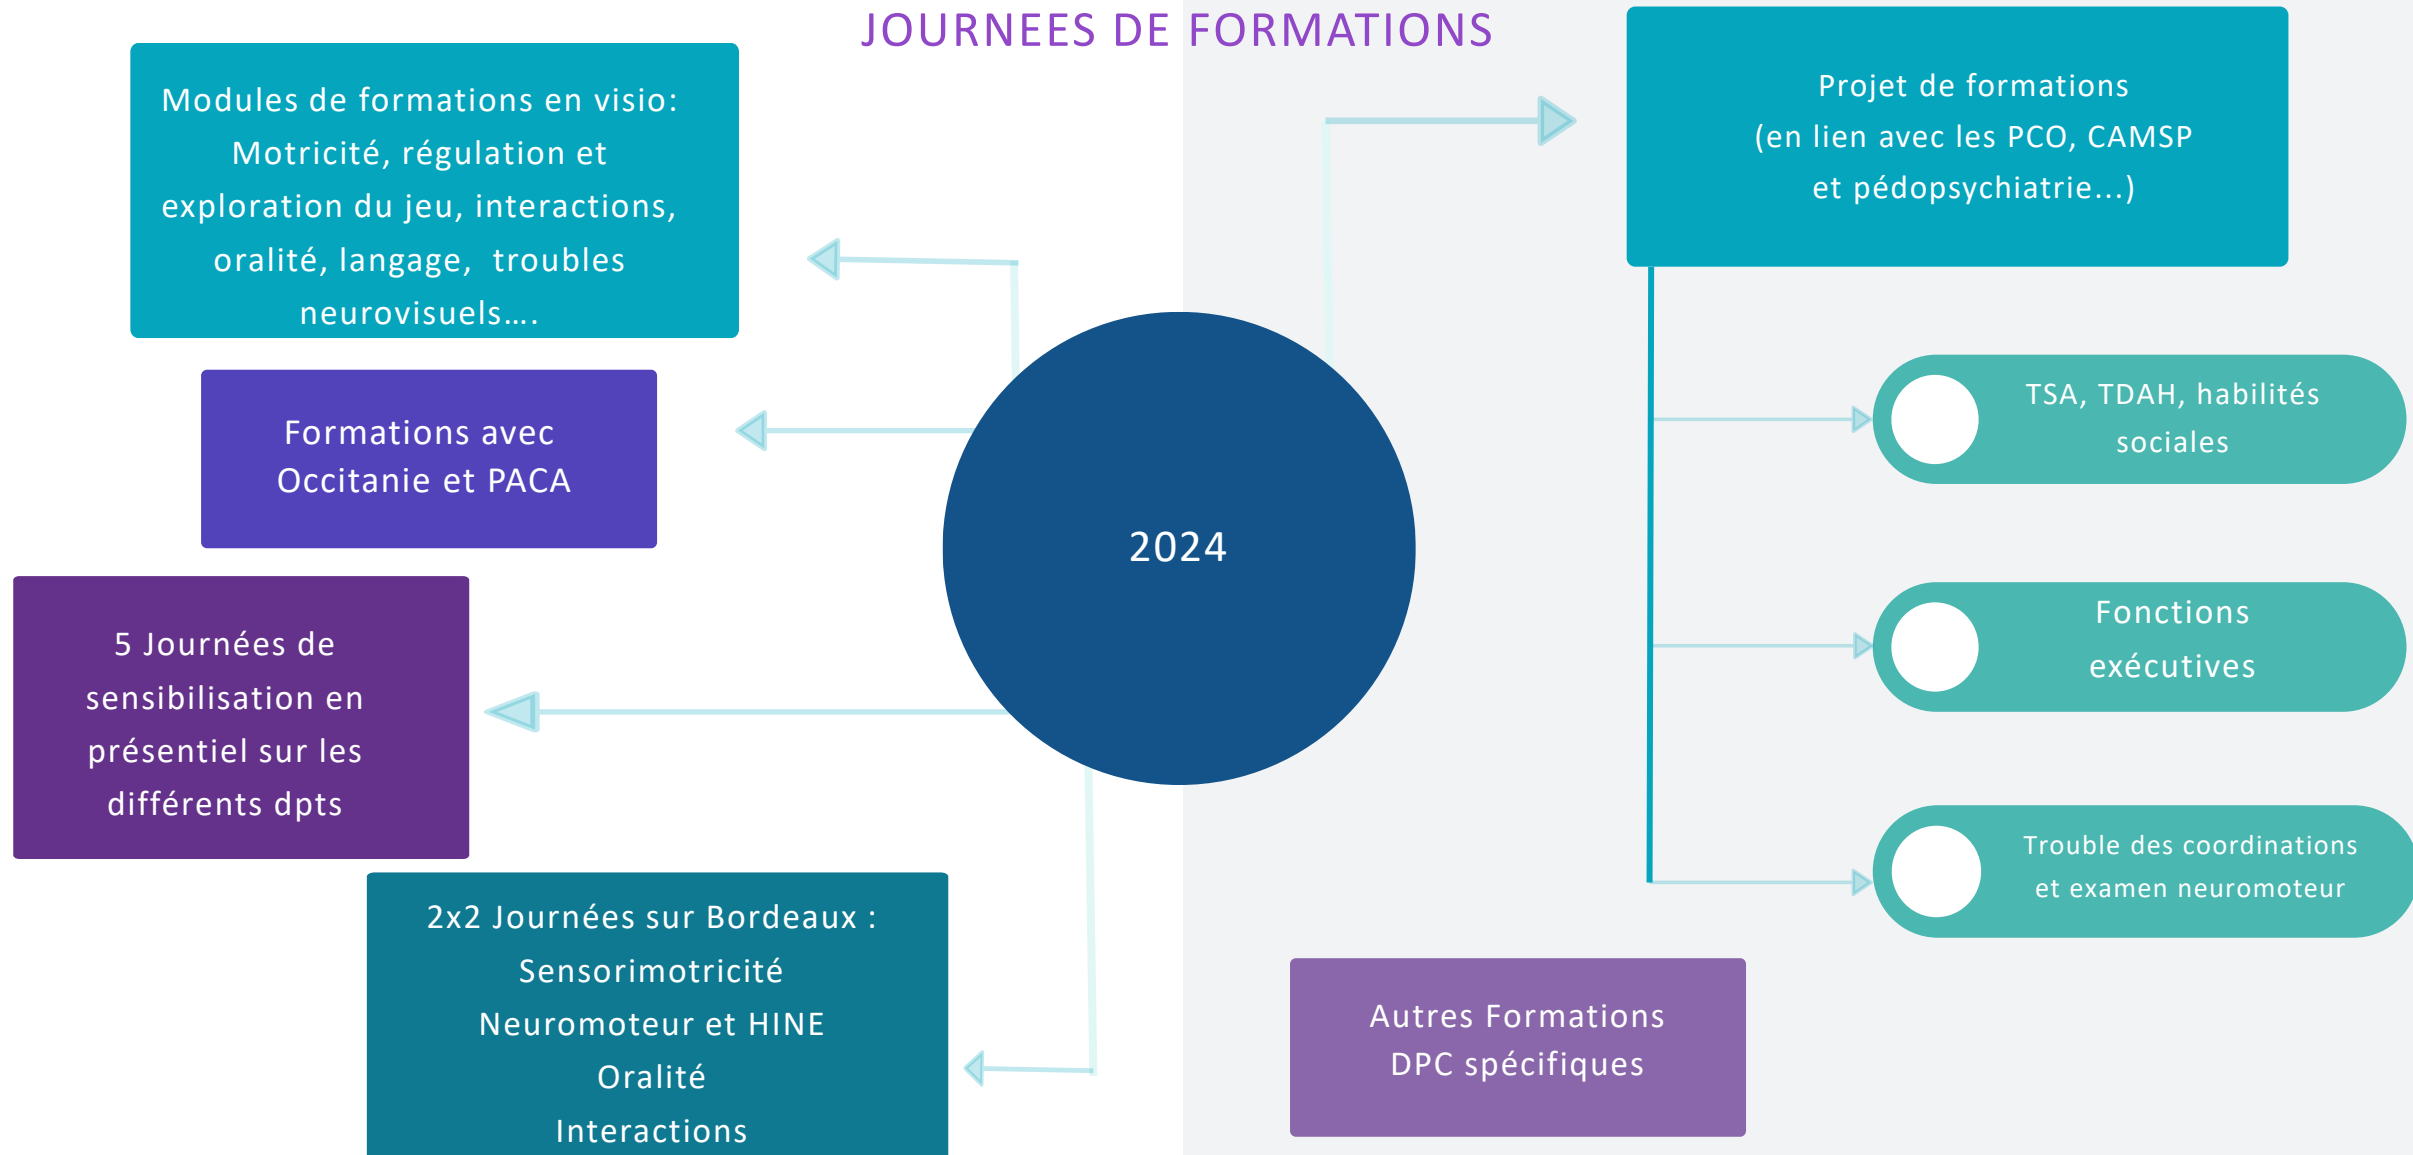 JOURNEES DE FORMATIONS
Modules de formations en visio:
Motricité, régulation et
exploration du jeu, interactions,
oralité, langage, troubles
neurovisuels....
Formations avec
Occitanie et PACA
5 Journées de
sensibilisation en
présentiel sur les
différents dpts
2x2 Journées sur Bordeaux :
Sensorimotricité
Neuromoteur et HINE
Oralité
Interactions
2024
Projet de formations
(en lien avec les PCO, CAMSP
et pédopsychiatrie...)
TSA, TDAH, habilités
sociales
Fonctions
exécutives
Trouble des coordinations
et examen neuromoteur
Autres Formations
DPC spécifiques